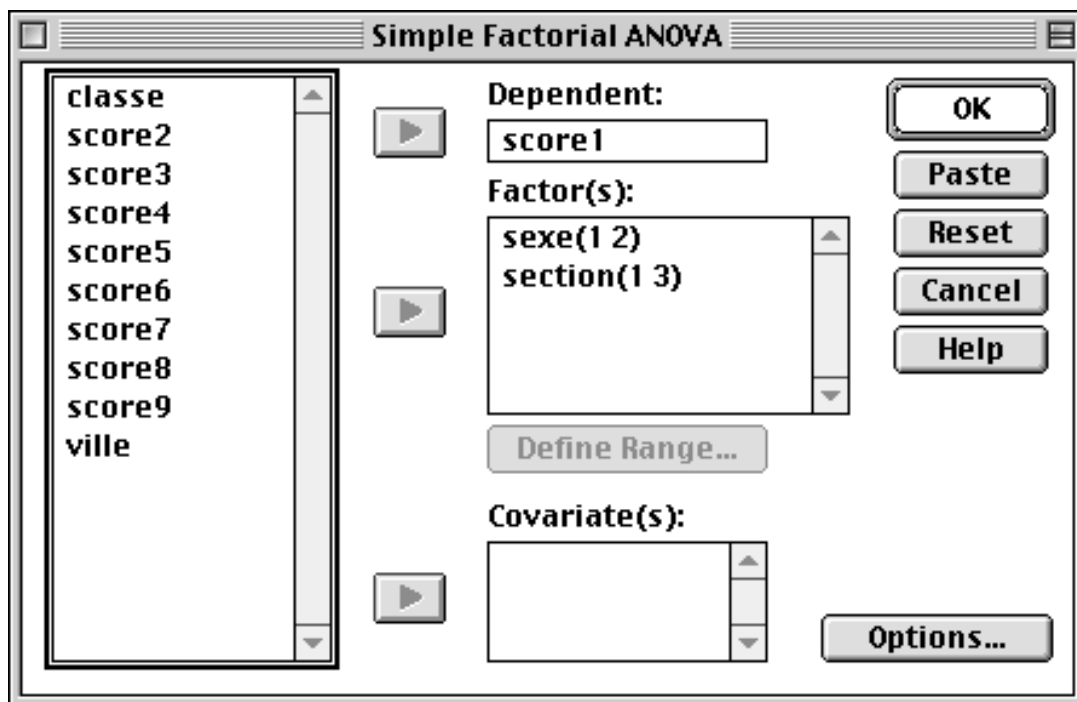 Simple Factorial ANOVA
classe
score2
score3
score4
score5
score6
score7
score8
score9
ville
Dependent:
score1
Factor(s):
sexe(1 2)
section(1 3)
Define Range...
Covariate(s):
OK
Paste
Reset
Cancel
Help
Options...